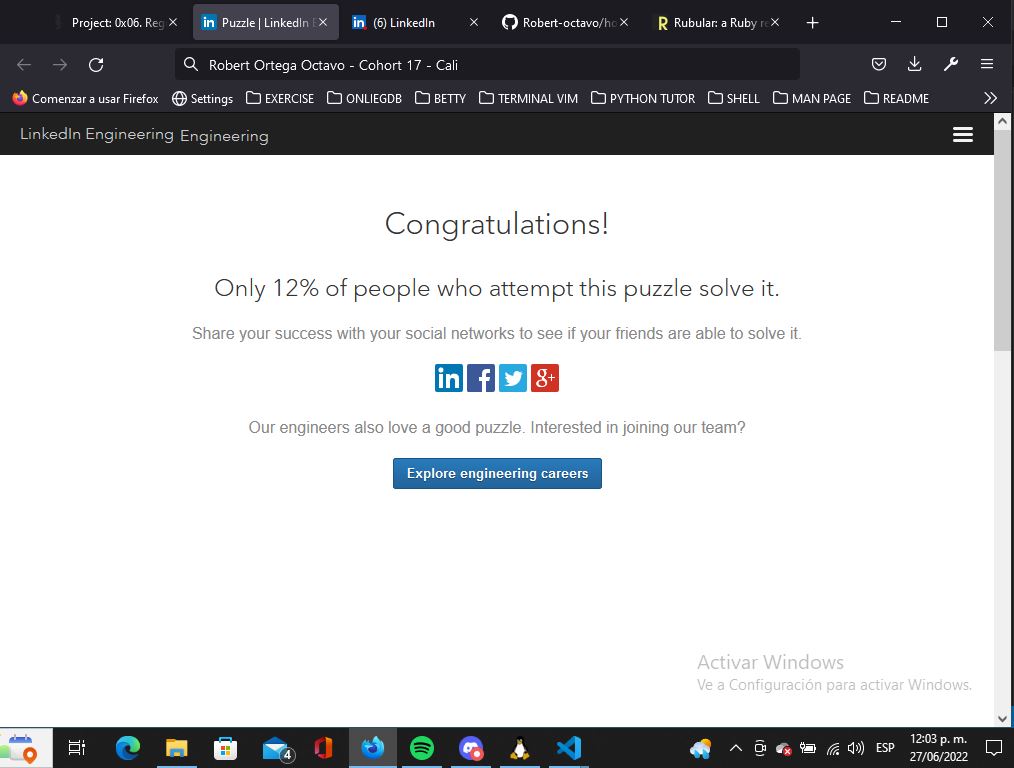 Project: 0x06. Reg
Puzzle | LinkedIn E
(6) LinkedIn
Robert-octavo/ho
Rubular: a Ruby re
Robert Ortega Octavo - Cohort 17 - Cali
Comenzar a usar Firefox
Settings
EXERCISE
ONLIEGDB
BETTY
TERMINAL VIM
PYTHON TUTOR
SHELL
MAN PAGE
README
LinkedIn Engineering Engineering
Congratulations!
Only 12% of people who attempt this puzzle solve it.
Share your success with your social networks to see if your friends are able to solve it.
in f g+
Our engineers also love a good puzzle. Interested in joining our team?
Explore engineering careers
Activar Windows
Ve a Configuración para activar Windows.
4
ESP
12:03 p. m.
27/06/2022